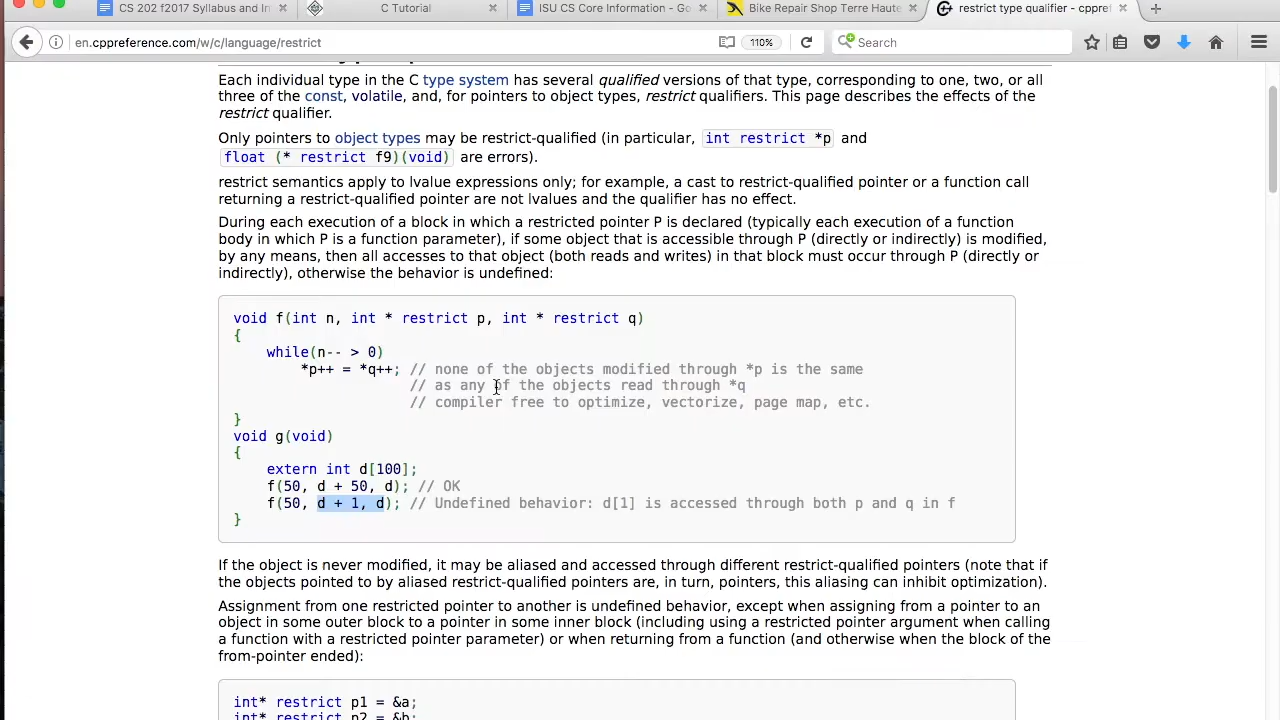 CS 202 f2017 Syllabus and In
C Tutorial
ISU CS Core Information - Go
Bike Repair Shop Terre Haute
restrict type qualifier - cppref
en.cppreference.com/w/c/language/restrict
110%
Search
Each individual type in the C type system has several qualified versions of that type, corresponding to one, two, or all
three of the const, volatile, and, for pointers to object types, restrict qualifiers. This page describes the effects of the
restrict qualifier.
Only pointers to object types may be restrict-qualified (in particular, int restrict *p and
float (* restrict f9)(void) are errors).
restrict semantics apply to lvalue expressions only; for example, a cast to restrict-qualified pointer or a function call
returning a restrict-qualified pointer are not lvalues and the qualifier has no effect.
During each execution of a block in which a restricted pointer P is declared (typically each execution of a function
body in which P is a function parameter), if some object that is accessible through P (directly or indirectly) is modified,
by any means, then all accesses to that object (both reads and writes) in that block must occur through P (directly or
indirectly), otherwise the behavior is undefined:
void f(int n, int * restrict p, int * restrict q)
{
while(n-- > 0)
*p++ = *q++; // none of the objects modified through *p is the same
// as any of the objects read through *q
// compiler free to optimize, vectorize, page map, etc.
}
void g(void)
{
extern int d[100];
f(50, d + 50, d); // OK
f(50, d + 1, d); // Undefined behavior: d[1] is accessed through both p and q in f
}
If the object is never modified, it may be aliased and accessed through different restrict-qualified pointers (note that if
the objects pointed to by aliased restrict-qualified pointers are, in turn, pointers, this aliasing can inhibit optimization).
Assignment from one restricted pointer to another is undefined behavior, except when assigning from a pointer to an
object in some outer block to a pointer in some inner block (including using a restricted pointer argument when calling
a function with a restricted pointer parameter) or when returning from a function (and otherwise when the block of the
from-pointer ended):
int* restrict p1 = &a;
int* restrict p2 = &b;